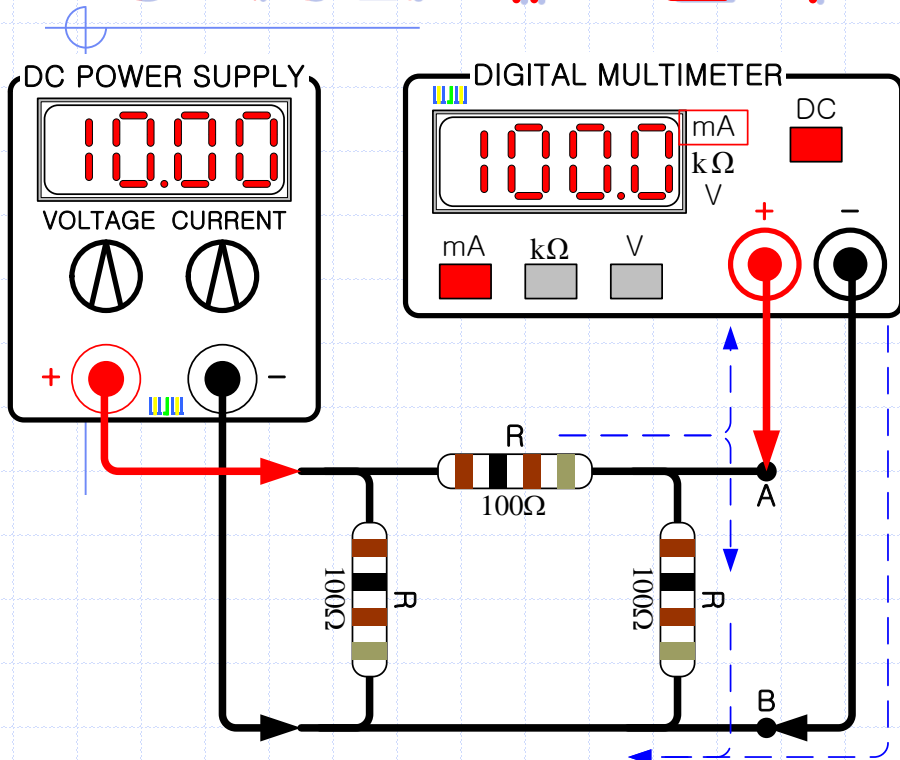 DC POWER SUPPLY
10.00
VOLTAGE CURRENT
+ -
DIGITAL MULTIMETER
100.0
mA
kΩ
V
DC
mA kΩ V
+ -
R
100Ω
A
100Ω
R
100Ω
R
B